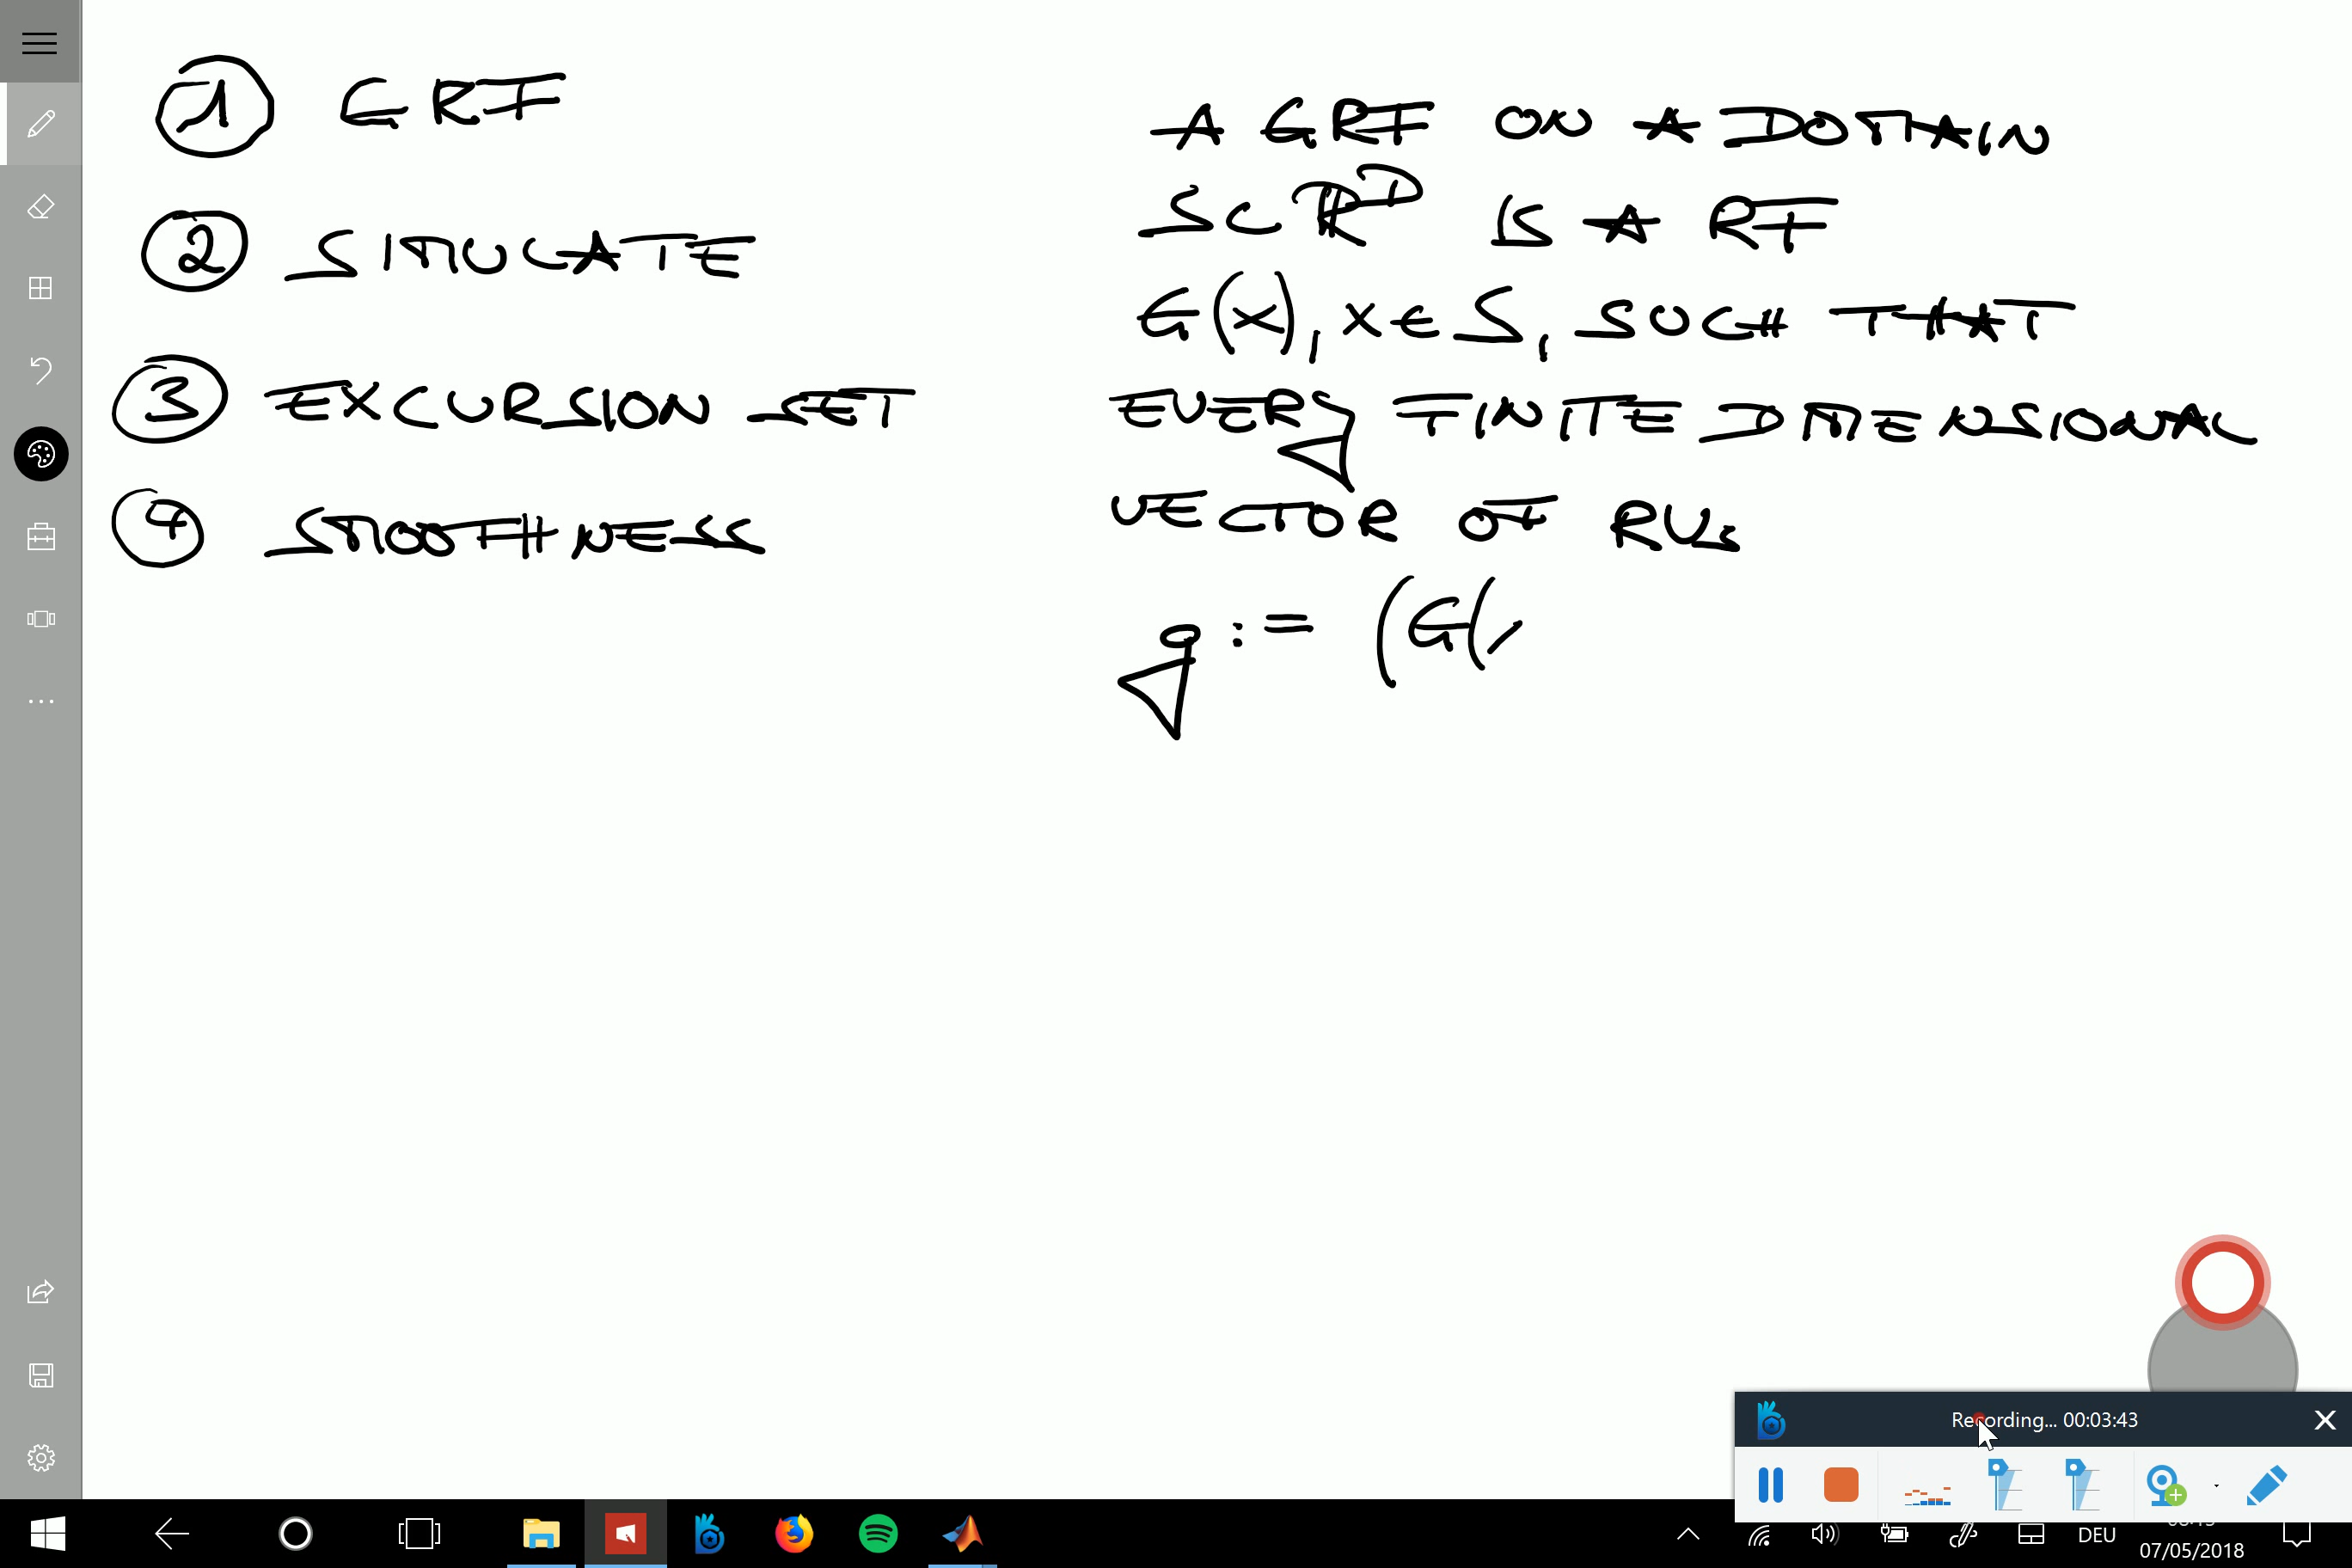 ① GRF
② SIMULATE
③ EXCURSION SET
④ SMOOTHNESS
A GRF ON A DOMAIN
S ⊂ ℝᴰ IS A RF
G(x), x ∈ S, SUCH THAT
EVERY FINITE DIMENSIONAL
VECTOR OF RVs
g := (G(
Recording... 00:03:43
DEU
07/05/2018